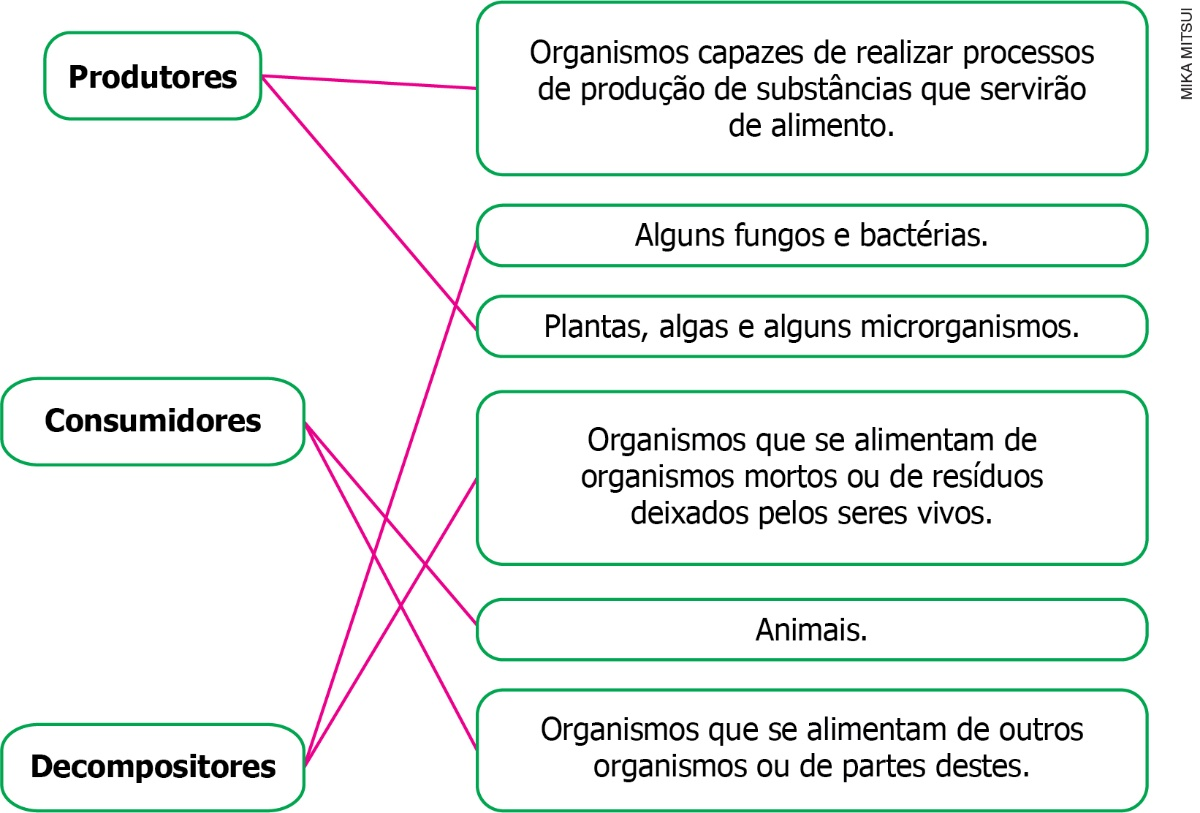 Produtores
Organismos capazes de realizar processos
de produção de substâncias que servirão
de alimento.
Alguns fungos e bactérias.
Plantas, algas e alguns microrganismos.
Consumidores
Organismos que se alimentam de
organismos mortos ou de resíduos
deixados pelos seres vivos.
Animais.
Decompositores
Organismos que se alimentam de outros
organismos ou de partes destes.
MIKA MITSUI